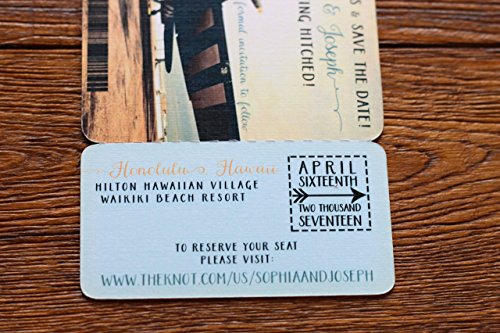 S & SAVE THE DATE!
& Joseph
ING HITCHED!
formal invitation to follow
Honolulu, Hawaii
HILTON HAWAIIAN VILLAGE
WAIKIKI BEACH RESORT
APRIL
SIXTEENTH
TWO THOUSAND
SEVENTEEN
TO RESERVE YOUR SEAT
PLEASE VISIT:
WWW.THEKNOT.COM/US/SOPHIAANDJOSEPH